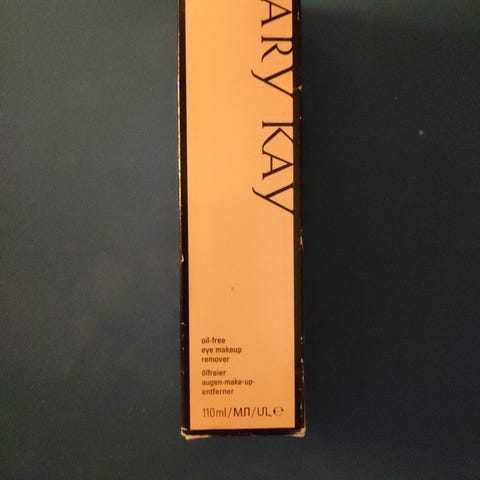 ARY KAY
oil-free
eye makeup
remover
ölfreier
augen-make-up-
entferner
110ml/МЛ/UL℮